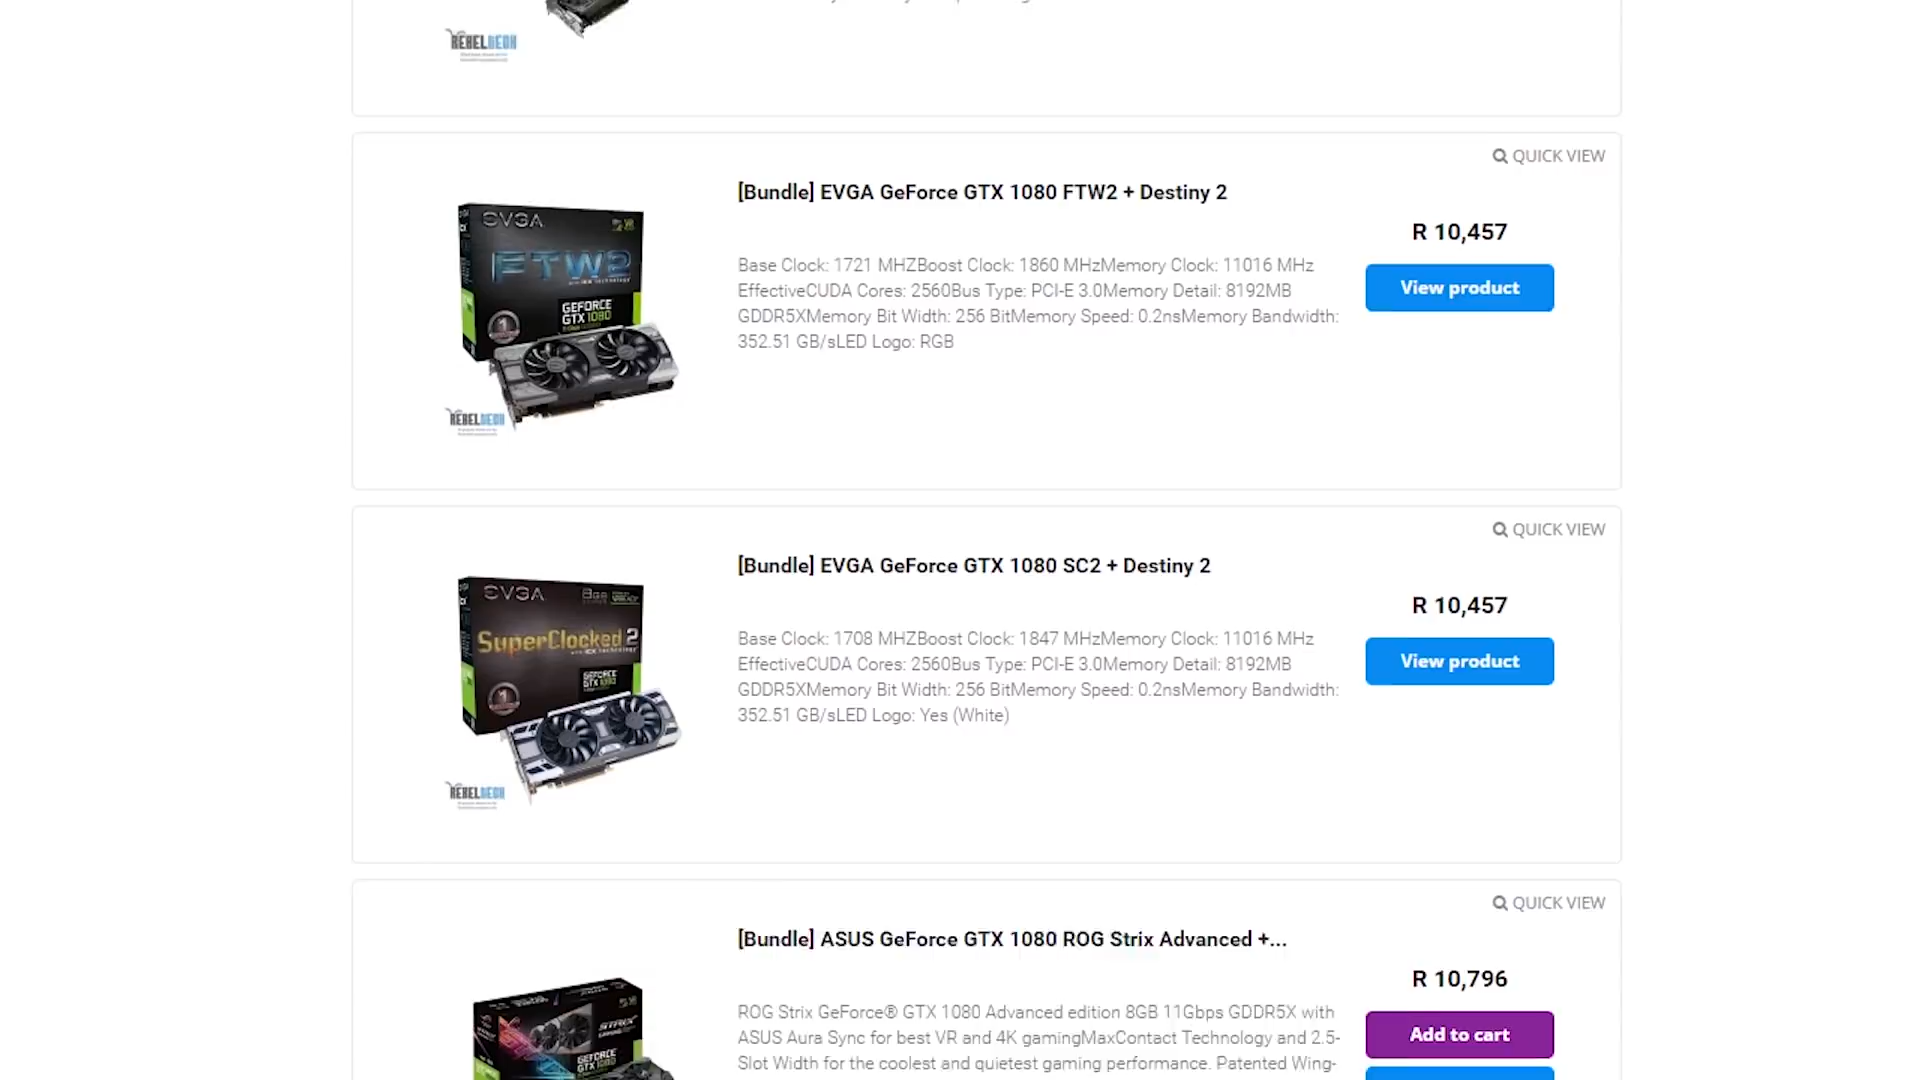 REBELDEON
QUICK VIEW
[Bundle] EVGA GeForce GTX 1080 FTW2 + Destiny 2
R 10,457
EVGA
FTW2
GEFORCE
GTX 1080
Base Clock: 1721 MHZBoost Clock: 1860 MHzMemory Clock: 11016 MHz
EffectiveCUDA Cores: 2560Bus Type: PCI-E 3.0Memory Detail: 8192MB
GDDR5XMemory Bit Width: 256 BitMemory Speed: 0.2nsMemory Bandwidth:
352.51 GB/sLED Logo: RGB
View product
QUICK VIEW
[Bundle] EVGA GeForce GTX 1080 SC2 + Destiny 2
R 10,457
EVGA
SuperClocked 2
GEFORCE
GTX 1080
Base Clock: 1708 MHZBoost Clock: 1847 MHzMemory Clock: 11016 MHz
EffectiveCUDA Cores: 2560Bus Type: PCI-E 3.0Memory Detail: 8192MB
GDDR5XMemory Bit Width: 256 BitMemory Speed: 0.2nsMemory Bandwidth:
352.51 GB/sLED Logo: Yes (White)
View product
QUICK VIEW
[Bundle] ASUS GeForce GTX 1080 ROG Strix Advanced +...
R 10,796
STRIX
GEFORCE
GTX 1080
ROG Strix GeForce® GTX 1080 Advanced edition 8GB 11Gbps GDDR5X with
ASUS Aura Sync for best VR and 4K gamingMaxContact Technology and 2.5-
Slot Width for the coolest and quietest gaming performance. Patented Wing-
Add to cart